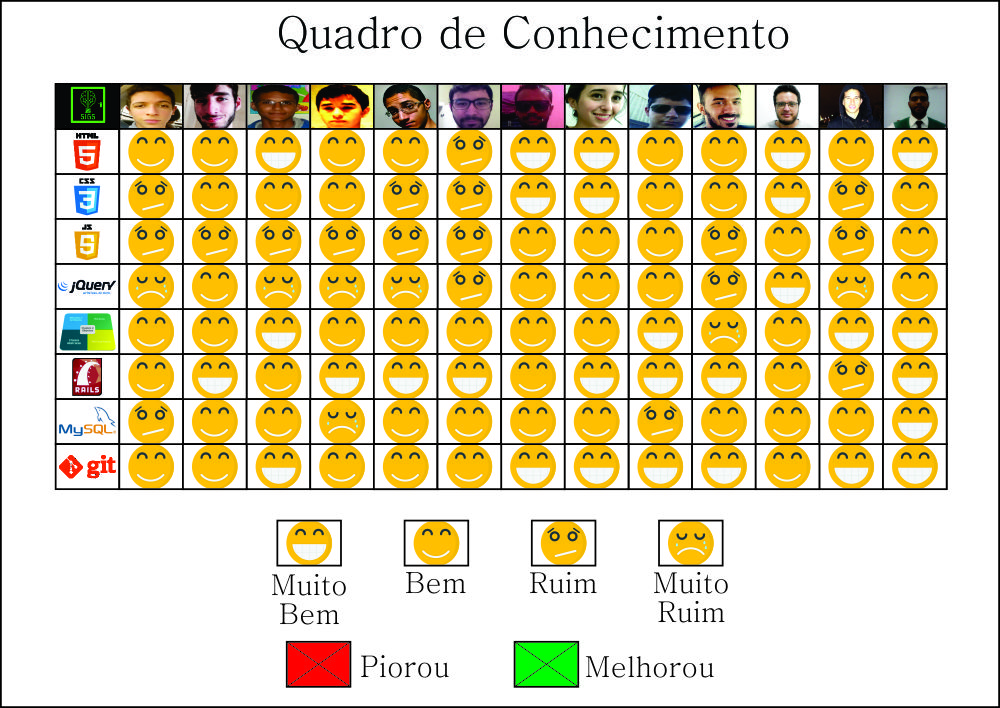 Quadro de Conhecimento
SIGS
HTML
5
CSS
3
JS
5
jQuery
RAILS
MySQL
git
Muito Bem
Bem
Ruim
Muito Ruim
Piorou
Melhorou